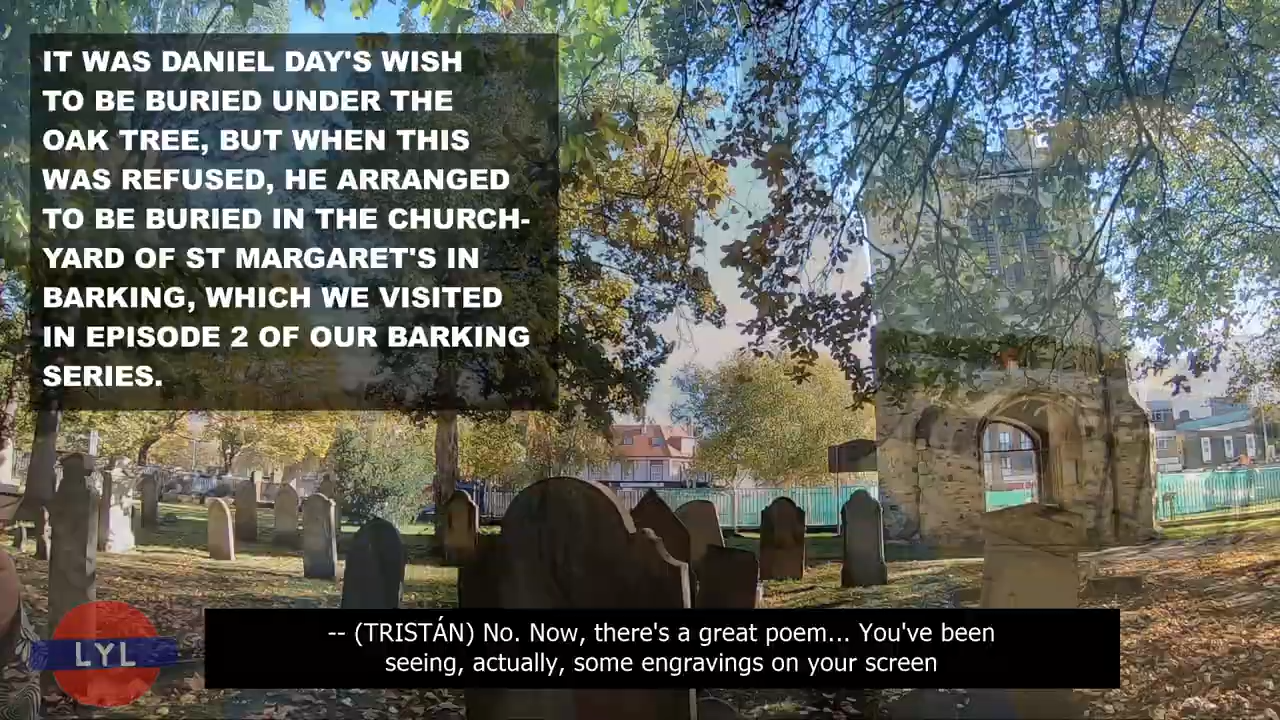 IT WAS DANIEL DAY'S WISH
TO BE BURIED UNDER THE
OAK TREE, BUT WHEN THIS
WAS REFUSED, HE ARRANGED
TO BE BURIED IN THE CHURCH-
YARD OF ST MARGARET'S IN
BARKING, WHICH WE VISITED
IN EPISODE 2 OF OUR BARKING
SERIES.
LYL
-- (TRISTÁN) No. Now, there's a great poem... You've been
seeing, actually, some engravings on your screen